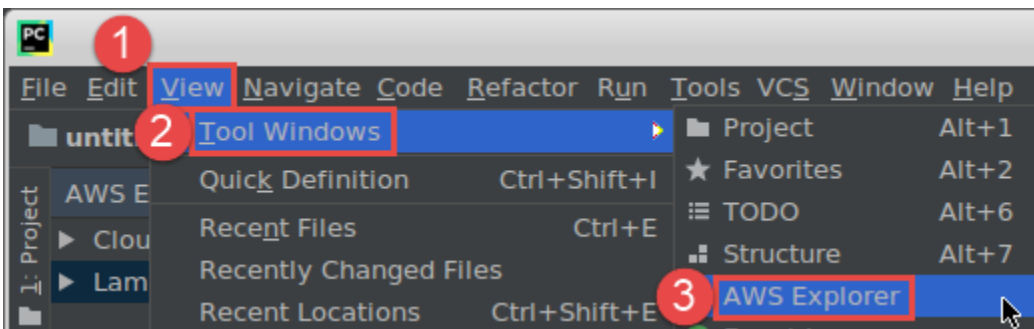 PC
1
File Edit View Navigate Code Refactor Run Tools VCS Window Help
untit
2
Tool Windows
Quick Definition Ctrl+Shift+I
Recent Files Ctrl+E
Recently Changed Files
Recent Locations Ctrl+Shift+E
1: Project
AWS E
Clou
Lam
Project Alt+1
Favorites Alt+2
TODO Alt+6
Structure Alt+7
3
AWS Explorer